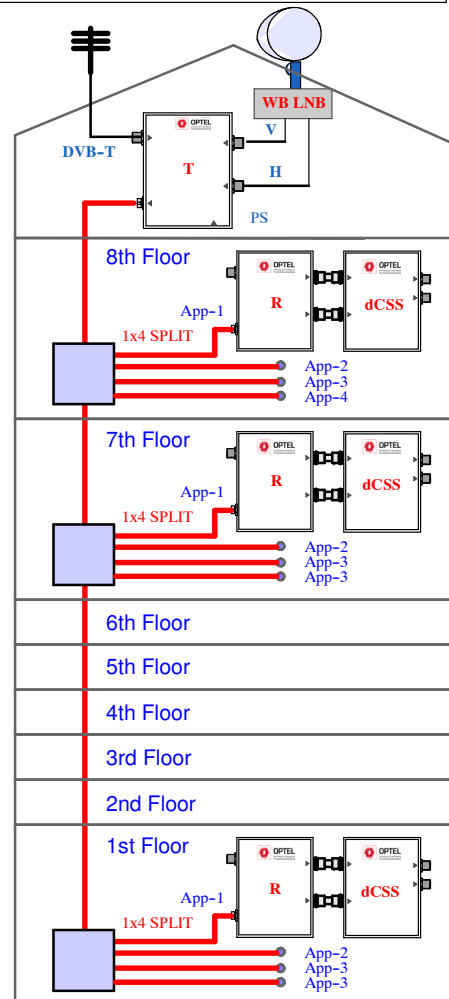 WB LNB
OPTEL
V
DVB-T
T
H
PS
8th Floor
OPTEL
OPTEL
R
dCSS
App-1
1x4 SPLIT
App-2
App-3
App-4
7th Floor
OPTEL
OPTEL
R
dCSS
App-1
1x4 SPLIT
App-2
App-3
App-3
6th Floor
5th Floor
4th Floor
3rd Floor
2nd Floor
1st Floor
OPTEL
OPTEL
R
dCSS
App-1
1x4 SPLIT
App-2
App-3
App-3